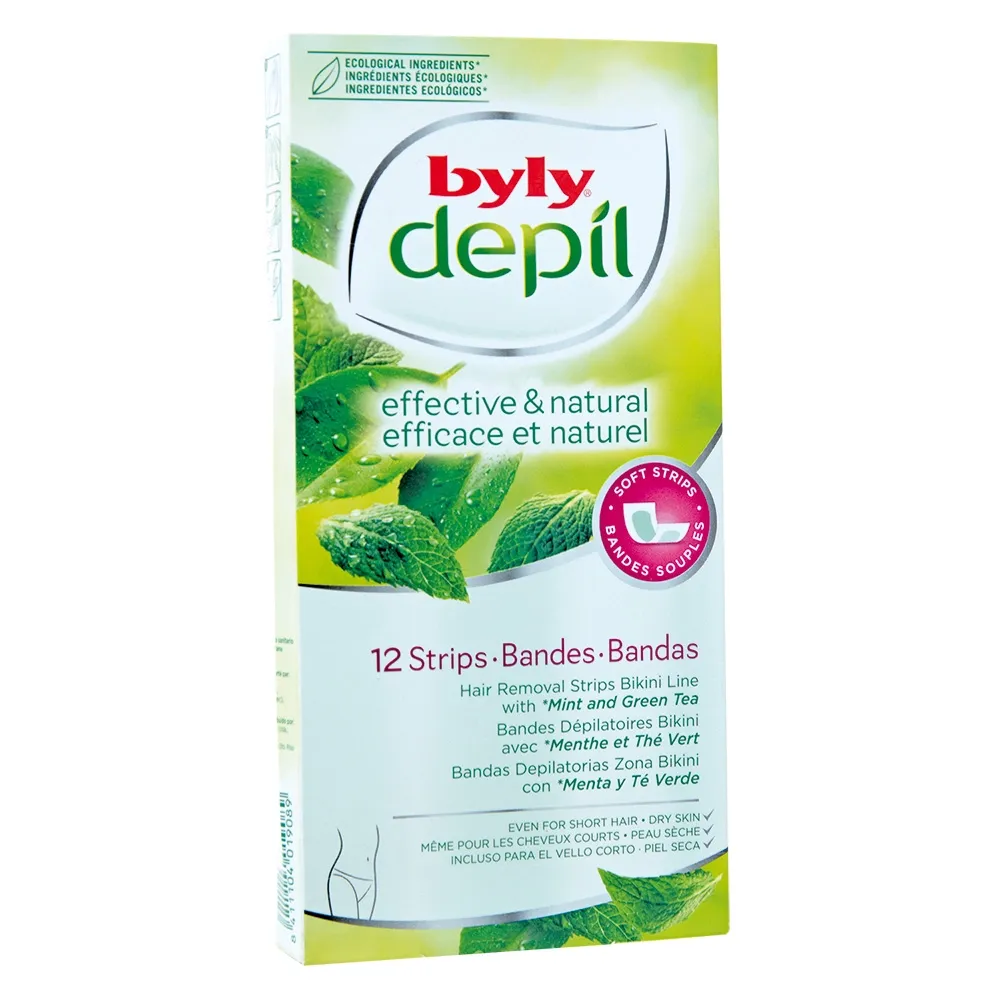 ECOLOGICAL INGREDIENTS*
INGRÉDIENTS ÉCOLOGIQUES*
INGREDIENTES ECOLÓGICOS*
byly®
depil
effective & natural
efficace et naturel
SOFT STRIPS
BANDES SOUPLES
12 Strips·Bandes·Bandas
Hair Removal Strips Bikini Line
with *Mint and Green Tea
Bandes Dépilatoires Bikini
avec *Menthe et Thé Vert
Bandas Depilatorias Zona Bikini
con *Menta y Té Verde
EVEN FOR SHORT HAIR · DRY SKIN
MÊME POUR LES CHEVEUX COURTS · PEAU SÈCHE
INCLUSO PARA EL VELLO CORTO · PIEL SECA
8 411104 019089